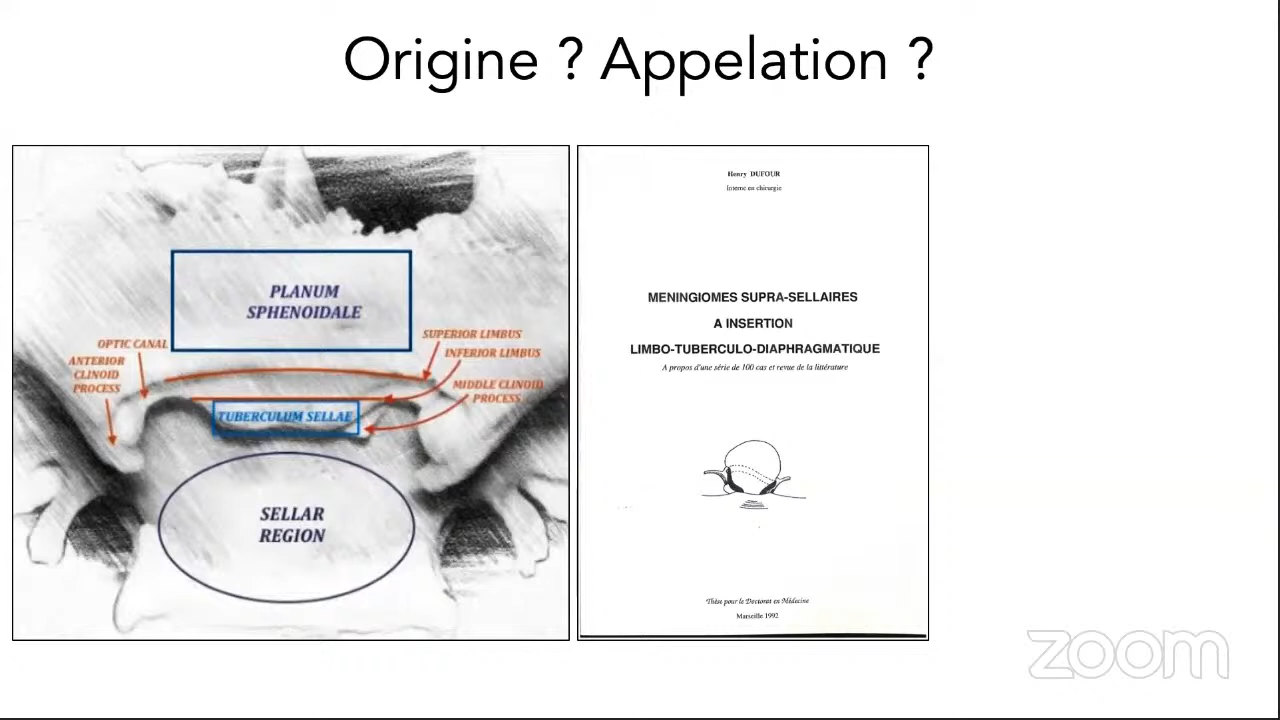 Origine ? Appelation ?
PLANUM
SPHENOIDALE
OPTIC CANAL
ANTERIOR
CLINOID
PROCESS
SUPERIOR LIMBUS
INFERIOR LIMBUS
MIDDLE CLINOID
PROCESS
TUBERCULUM SELLAE
SELLAR
REGION
Henry DUFOUR
Interne en chirurgie
MENINGIOMES SUPRA-SELLAIRES
A INSERTION
LIMBO-TUBERCULO-DIAPHRAGMATIQUE
A propos d'une série de 100 cas et revue de la littérature
Thèse pour le Doctorat en Médecine
Marseille 1992
zoom